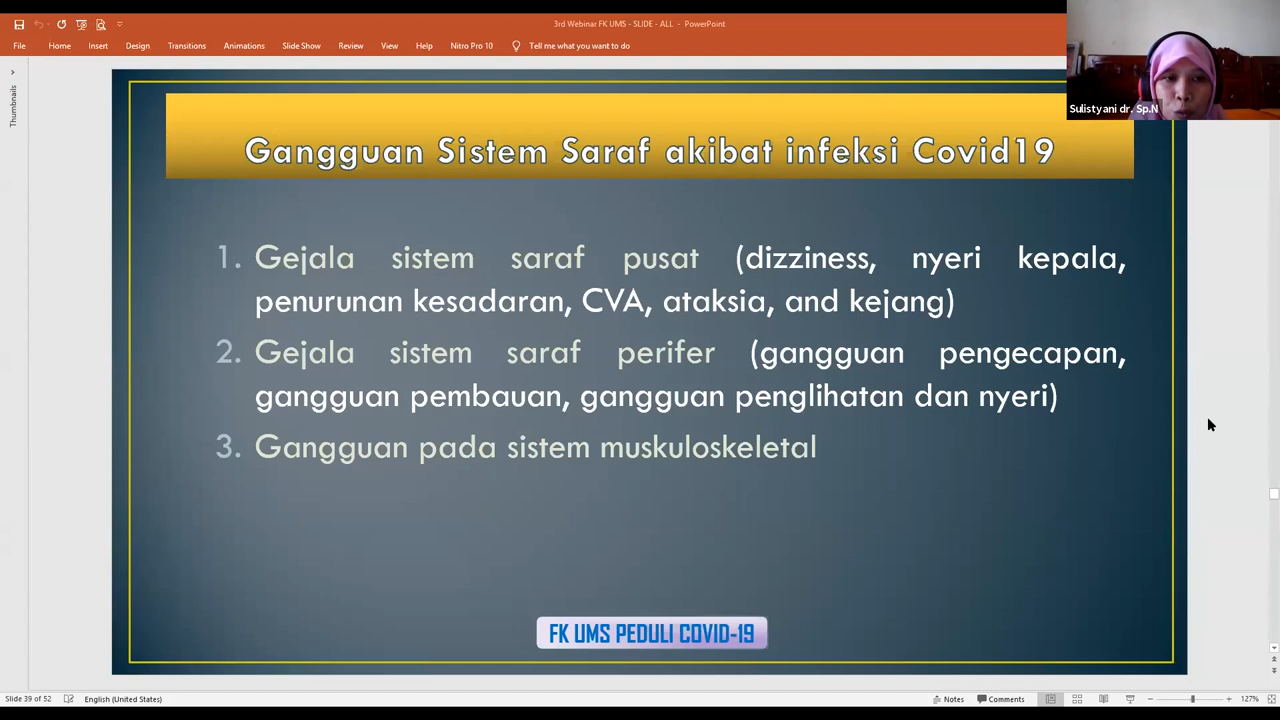 3rd Webinar FK UMS - SLIDE - ALL - PowerPoint
File Home Insert Design Transitions Animations Slide Show Review View Help Nitro Pro 10 Tell me what you want to do
Thumbnails
Sulistyani dr. Sp.N
Gangguan Sistem Saraf akibat infeksi Covid19
1. Gejala sistem saraf pusat (dizziness, nyeri kepala,
penurunan kesadaran, CVA, ataksia, and kejang)
2. Gejala sistem saraf perifer (gangguan pengecapan,
gangguan pembauan, gangguan penglihatan dan nyeri)
3. Gangguan pada sistem muskuloskeletal
FK UMS PEDULI COVID-19
Slide 39 of 52 English (United States) Notes Comments 127%